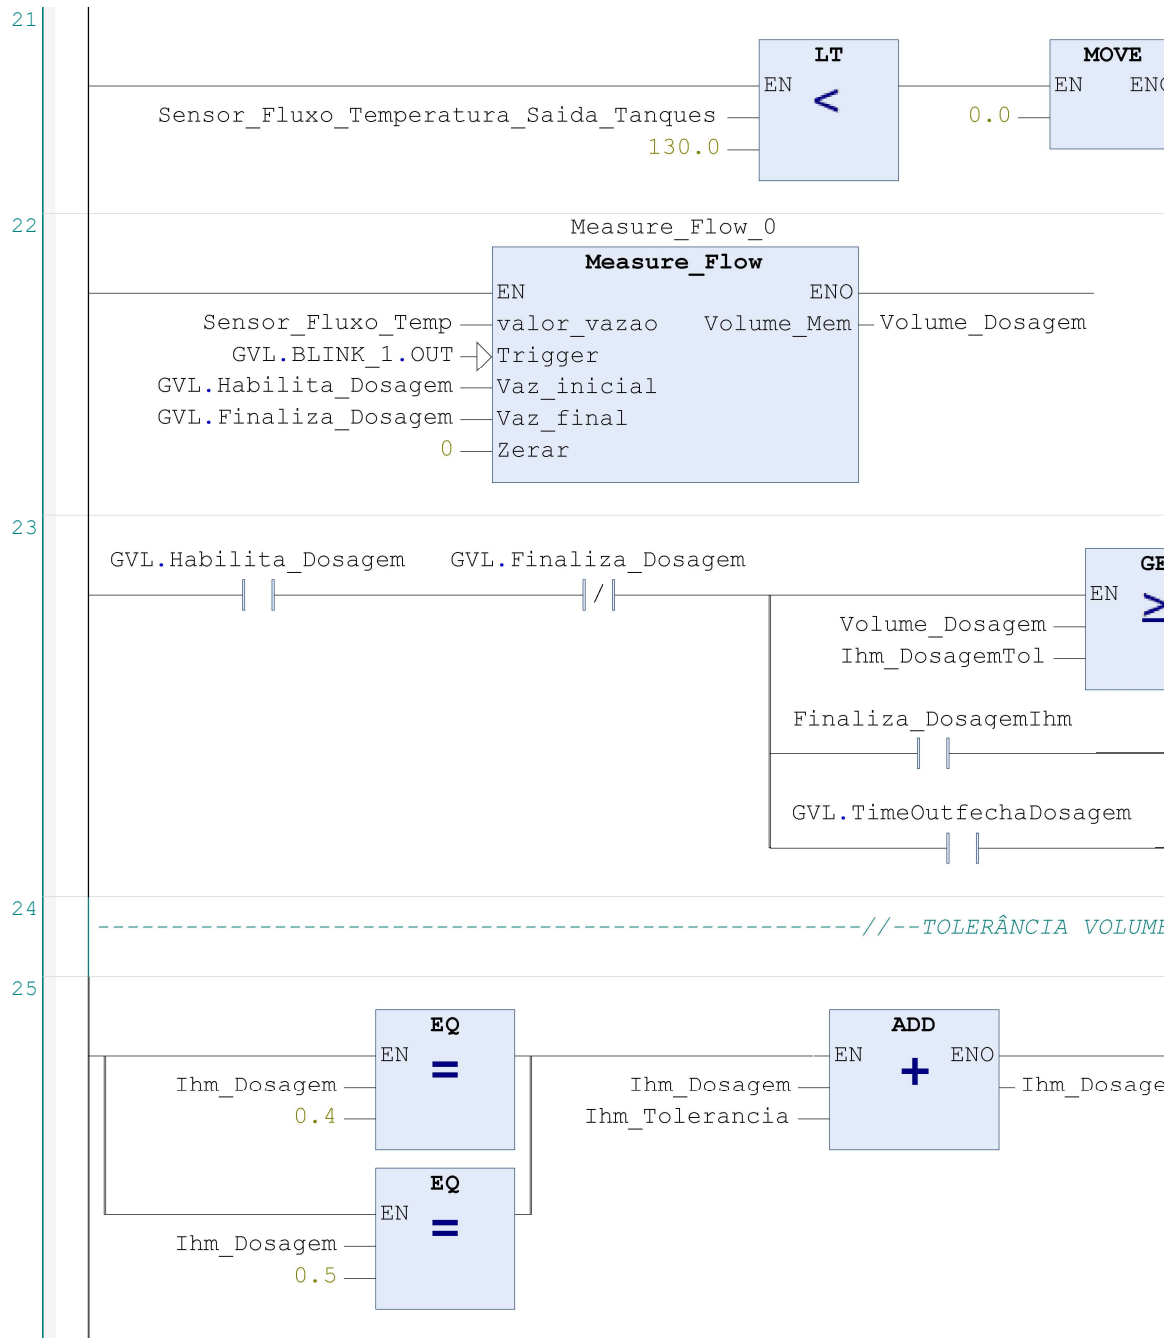 21
LT
MOVE
EN
EN
Sensor_Fluxo_Temperatura_Saida_Tanques
<
0.0
130.0
22
Measure_Flow_0
Measure_Flow
EN
ENO
Sensor_Fluxo_Temp
valor_vazao
Volume_Mem
Volume_Dosagem
GVL.BLINK_1.OUT
Trigger
GVL.Habilita_Dosagem
Vaz_inicial
GVL.Finaliza_Dosagem
Vaz_final
0
Zerar
23
GVL.Habilita_Dosagem
GVL.Finaliza_Dosagem
/
GE
EN
≥
Volume_Dosagem
Ihm_DosagemTol
Finaliza_DosagemIhm
GVL.TimeOutfechaDosagem
24
----------------------------------------------------//--TOLERÂNCIA VOLUME
25
EQ
ADD
EN
=
EN
+
ENO
Ihm_Dosagem
Ihm_Dosagem
Ihm_Dosage
0.4
Ihm_Tolerancia
EQ
EN
=
Ihm_Dosagem
0.5